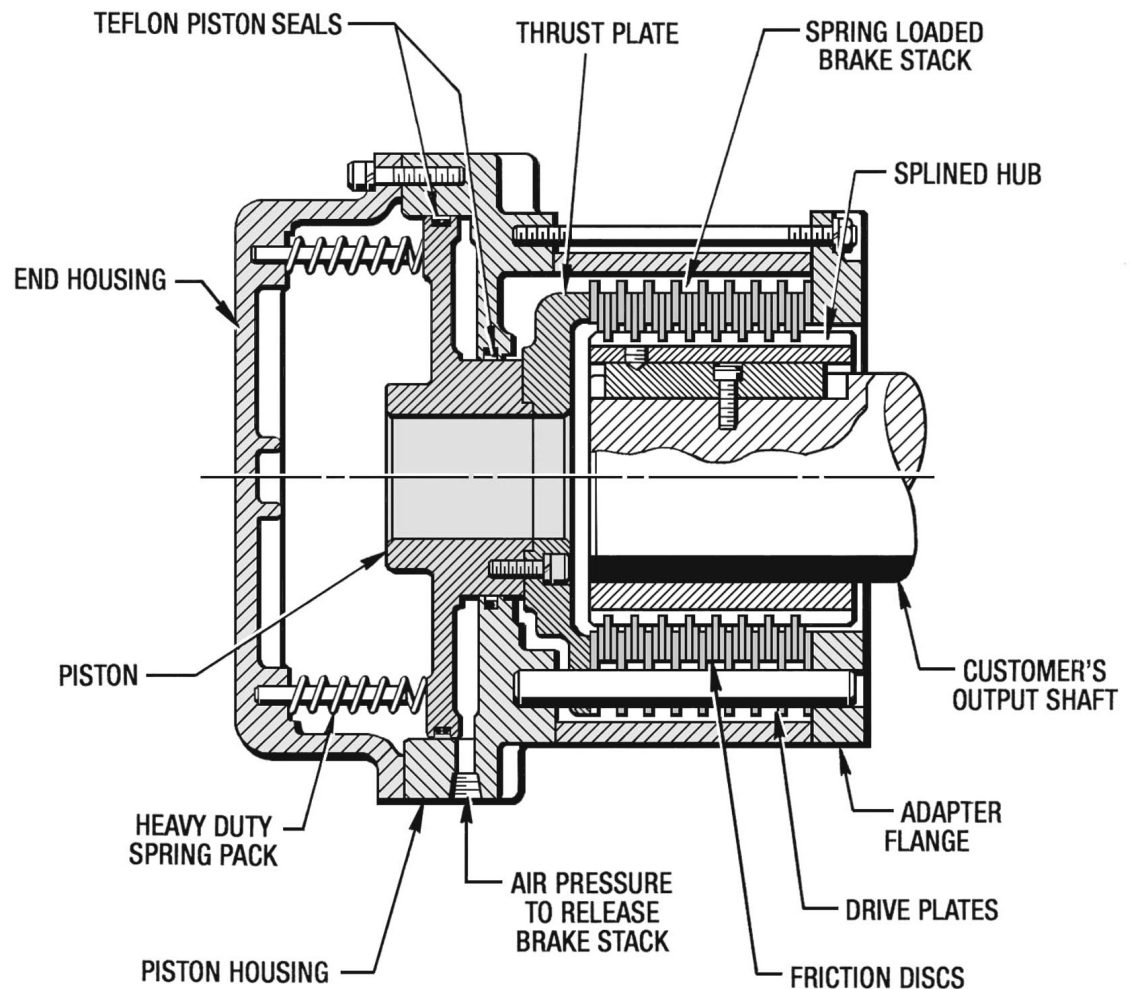 TEFLON PISTON SEALS
THRUST PLATE
SPRING LOADED
BRAKE STACK
SPLINED HUB
END HOUSING
PISTON
CUSTOMER'S
OUTPUT SHAFT
HEAVY DUTY
SPRING PACK
ADAPTER
FLANGE
AIR PRESSURE
TO RELEASE
BRAKE STACK
DRIVE PLATES
PISTON HOUSING
FRICTION DISCS